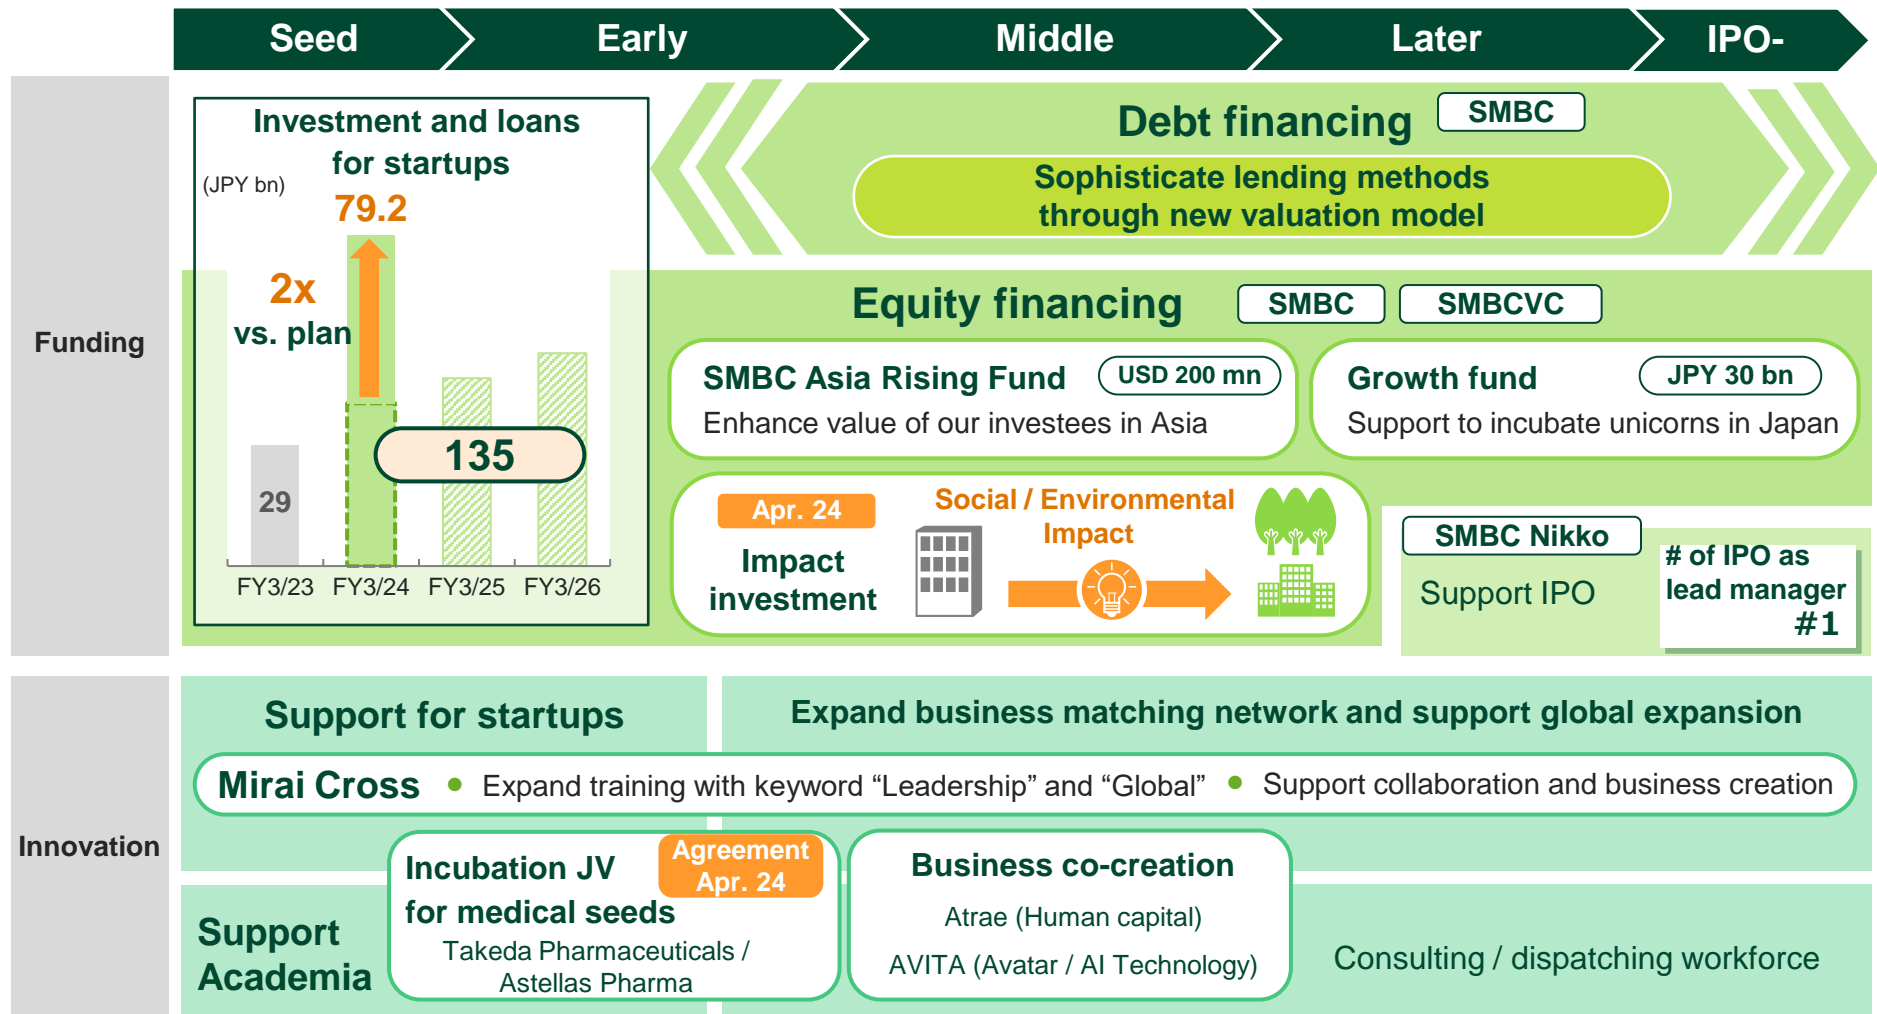 Seed
Early
Middle
Later
IPO-
Funding
Investment and loans
for startups
(JPY bn)
79.2
2x
vs. plan
135
29
FY3/23
FY3/24
FY3/25
FY3/26
Debt financing
SMBC
Sophisticate lending methods
through new valuation model
Equity financing
SMBC
SMBCVC
SMBC Asia Rising Fund
USD 200 mn
Enhance value of our investees in Asia
Growth fund
JPY 30 bn
Support to incubate unicorns in Japan
Apr. 24
Impact
investment
Social / Environmental
Impact
SMBC Nikko
Support IPO
# of IPO as
lead manager
#1
Innovation
Support for startups
Expand business matching network and support global expansion
Mirai Cross
• Expand training with keyword “Leadership” and “Global”
• Support collaboration and business creation
Support
Academia
Incubation JV
for medical seeds
Agreement
Apr. 24
Takeda Pharmaceuticals /
Astellas Pharma
Business co-creation
Atrae (Human capital)
AVITA (Avatar / AI Technology)
Consulting / dispatching workforce